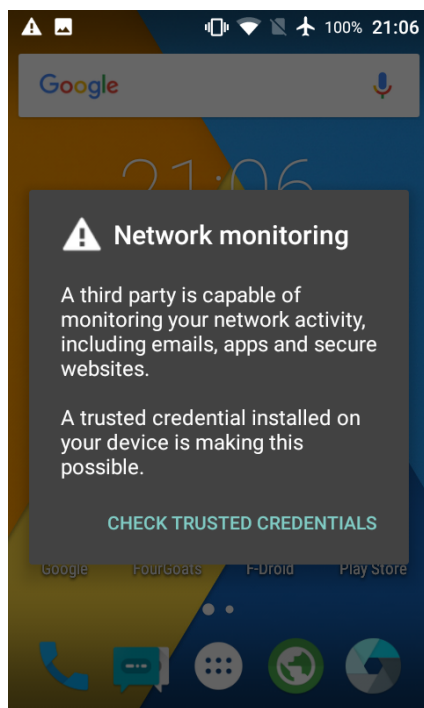 100% 21:06
Google
21:06
Network monitoring
A third party is capable of
monitoring your network activity,
including emails, apps and secure
websites.
A trusted credential installed on
your device is making this
possible.
CHECK TRUSTED CREDENTIALS
Google FourGoats F-Droid Play Store